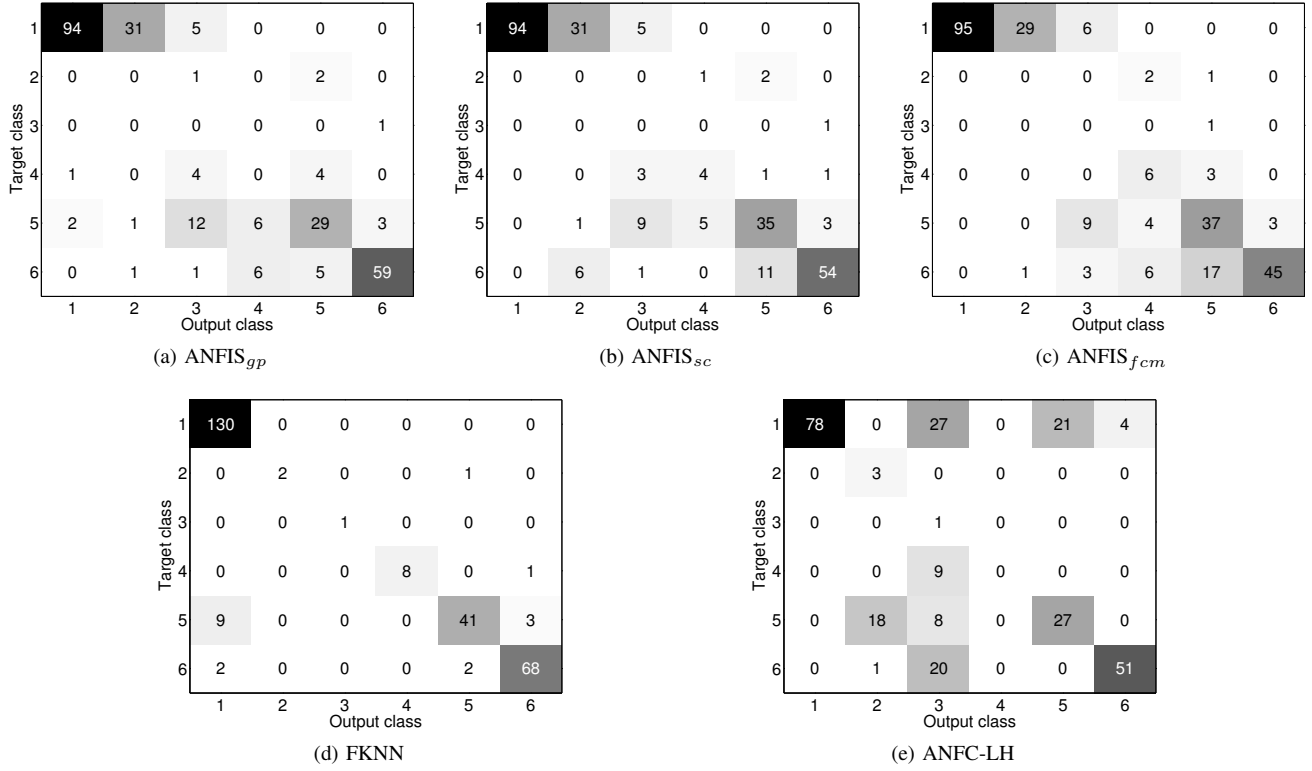 1 94 31 5 0 0 0
2 0 0 1 0 2 0
3 0 0 0 0 0 1
4 1 0 4 0 4 0
5 2 1 12 6 29 3
6 0 1 1 6 5 59
1 2 3 4 5 6
Target class
Output class
(a) ANFISgp
1 94 31 5 0 0 0
2 0 0 0 1 2 0
3 0 0 0 0 0 1
4 0 0 3 4 1 1
5 0 1 9 5 35 3
6 0 6 1 0 11 54
1 2 3 4 5 6
Target class
Output class
(b) ANFISsc
1 95 29 6 0 0 0
2 0 0 0 2 1 0
3 0 0 0 0 1 0
4 0 0 0 6 3 0
5 0 0 9 4 37 3
6 0 1 3 6 17 45
1 2 3 4 5 6
Target class
Output class
(c) ANFISfcm
1 130 0 0 0 0 0
2 0 2 0 0 1 0
3 0 0 1 0 0 0
4 0 0 0 8 0 1
5 9 0 0 0 41 3
6 2 0 0 0 2 68
1 2 3 4 5 6
Target class
Output class
(d) FKNN
1 78 0 27 0 21 4
2 0 3 0 0 0 0
3 0 0 1 0 0 0
4 0 0 9 0 0 0
5 0 18 8 0 27 0
6 0 1 20 0 0 51
1 2 3 4 5 6
Target class
Output class
(e) ANFC-LH